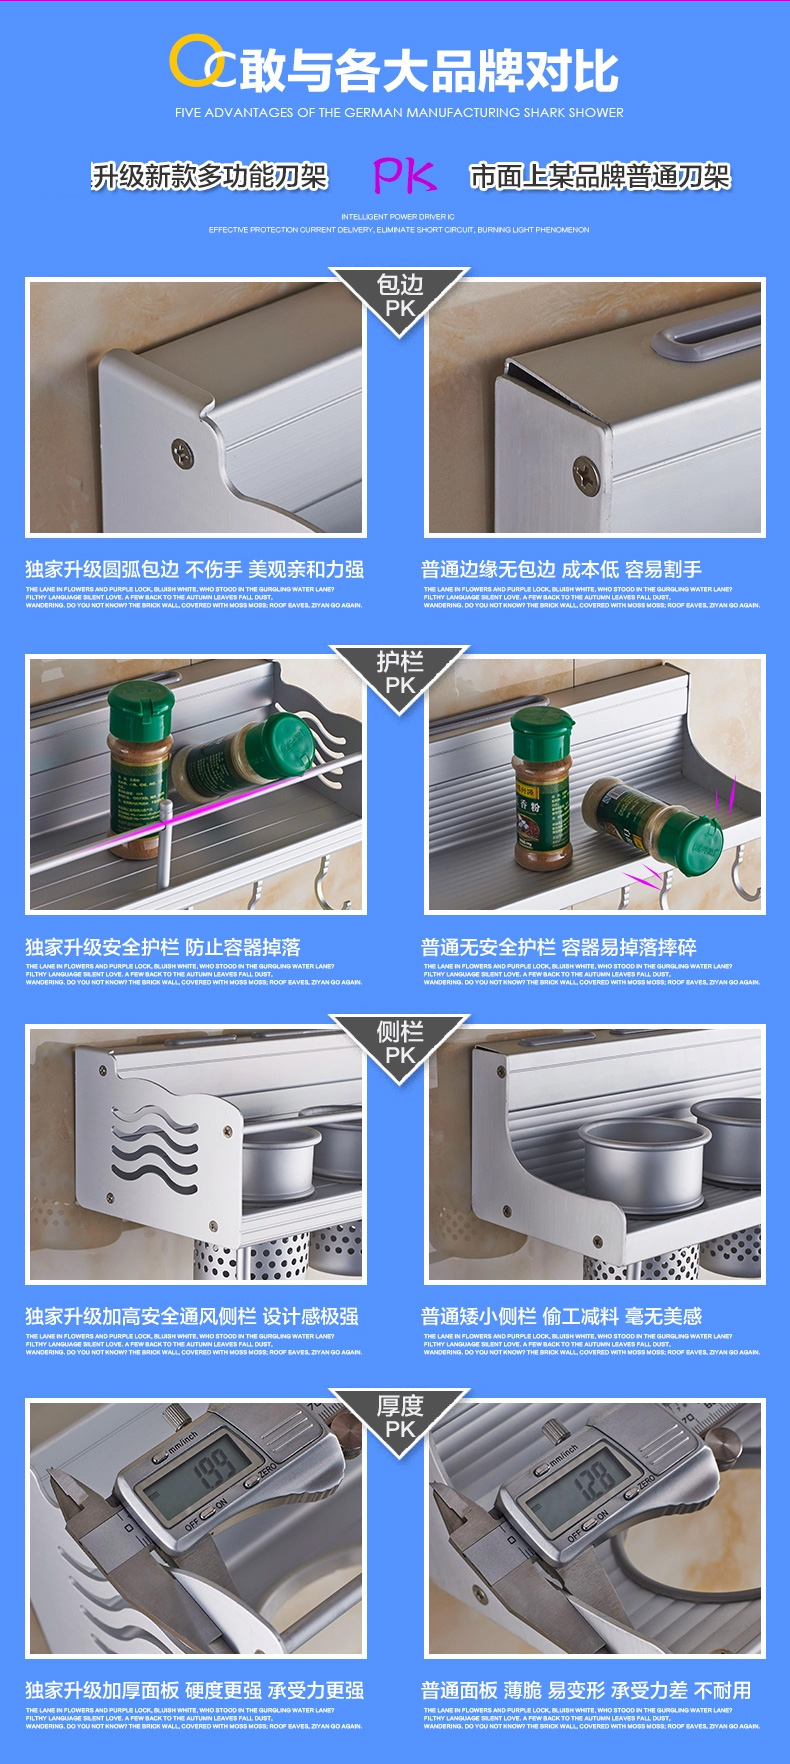 OC敢与各大品牌对比
FIVE ADVANTAGES OF THE GERMAN MANUFACTURING SHARK SHOWER
升级新款多功能刀架 PK 市面上某品牌普通刀架
INTELLIGENT POWER DRIVER IC
EFFECTIVE PROTECTION CURRENT DELIVERY, ELIMINATE SHORT CIRCUIT, BURNING LIGHT PHENOMENON
包边
PK
独家升级圆弧包边 不伤手 美观亲和力强
THE LANE IN FLOWERS AND PURPLE LOCK, BLUISH WHITE, WHO STOOD IN THE GURGLING WATER LANE?
FILTHY LANGUAGE SILENT LOVE. A FEW BACK TO THE AUTUMN LEAVES FALL DUST,
WANDERING. DO YOU NOT KNOW? THE BRICK WALL, COVERED WITH MOSS MOSS; ROOF EAVES, ZIYAN GO AGAIN.
普通边缘无包边 成本低 容易割手
THE LANE IN FLOWERS AND PURPLE LOCK, BLUISH WHITE, WHO STOOD IN THE GURGLING WATER LANE?
FILTHY LANGUAGE SILENT LOVE. A FEW BACK TO THE AUTUMN LEAVES FALL DUST,
WANDERING. DO YOU NOT KNOW? THE BRICK WALL, COVERED WITH MOSS MOSS; ROOF EAVES, ZIYAN GO AGAIN.
护栏
PK
香粉
独家升级安全护栏 防止容器掉落
THE LANE IN FLOWERS AND PURPLE LOCK, BLUISH WHITE, WHO STOOD IN THE GURGLING WATER LANE?
FILTHY LANGUAGE SILENT LOVE. A FEW BACK TO THE AUTUMN LEAVES FALL DUST,
WANDERING. DO YOU NOT KNOW? THE BRICK WALL, COVERED WITH MOSS MOSS; ROOF EAVES, ZIYAN GO AGAIN.
普通无安全护栏 容器易掉落摔碎
THE LANE IN FLOWERS AND PURPLE LOCK, BLUISH WHITE, WHO STOOD IN THE GURGLING WATER LANE?
FILTHY LANGUAGE SILENT LOVE. A FEW BACK TO THE AUTUMN LEAVES FALL DUST,
WANDERING. DO YOU NOT KNOW? THE BRICK WALL, COVERED WITH MOSS MOSS; ROOF EAVES, ZIYAN GO AGAIN.
侧栏
PK
独家升级加高安全通风侧栏 设计感极强
THE LANE IN FLOWERS AND PURPLE LOCK, BLUISH WHITE, WHO STOOD IN THE GURGLING WATER LANE?
FILTHY LANGUAGE SILENT LOVE. A FEW BACK TO THE AUTUMN LEAVES FALL DUST,
WANDERING. DO YOU NOT KNOW? THE BRICK WALL, COVERED WITH MOSS MOSS; ROOF EAVES, ZIYAN GO AGAIN.
普通矮小侧栏 偷工减料 毫无美感
THE LANE IN FLOWERS AND PURPLE LOCK, BLUISH WHITE, WHO STOOD IN THE GURGLING WATER LANE?
FILTHY LANGUAGE SILENT LOVE. A FEW BACK TO THE AUTUMN LEAVES FALL DUST,
WANDERING. DO YOU NOT KNOW? THE BRICK WALL, COVERED WITH MOSS MOSS; ROOF EAVES, ZIYAN GO AGAIN.
厚度
PK
mm/inch
1.99
OFF ON ZERO
mm/inch
1.28
OFF ON ZERO
独家升级加厚面板 硬度更强 承受力更强
THE LANE IN FLOWERS AND PURPLE LOCK, BLUISH WHITE, WHO STOOD IN THE GURGLING WATER LANE?
FILTHY LANGUAGE SILENT LOVE. A FEW BACK TO THE AUTUMN LEAVES FALL DUST,
WANDERING. DO YOU NOT KNOW? THE BRICK WALL, COVERED WITH MOSS MOSS; ROOF EAVES, ZIYAN GO AGAIN.
普通面板 薄脆 易变形 承受力差 不耐用
THE LANE IN FLOWERS AND PURPLE LOCK, BLUISH WHITE, WHO STOOD IN THE GURGLING WATER LANE?
FILTHY LANGUAGE SILENT LOVE. A FEW BACK TO THE AUTUMN LEAVES FALL DUST,
WANDERING. DO YOU NOT KNOW? THE BRICK WALL, COVERED WITH MOSS MOSS; ROOF EAVES, ZIYAN GO AGAIN.